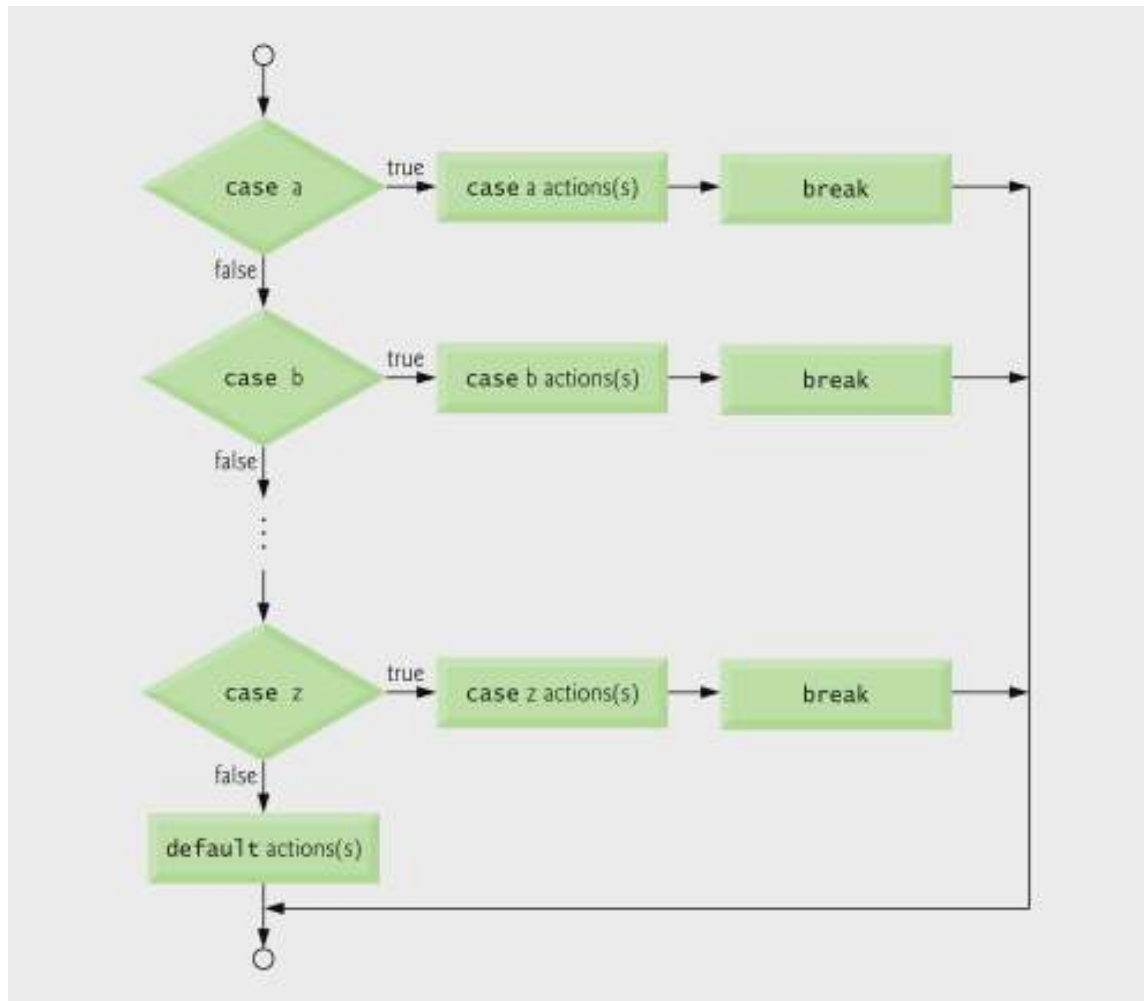 true
case a
case a actions(s)
break
false
true
case b
case b actions(s)
break
false
true
case z
case z actions(s)
break
false
default actions(s)